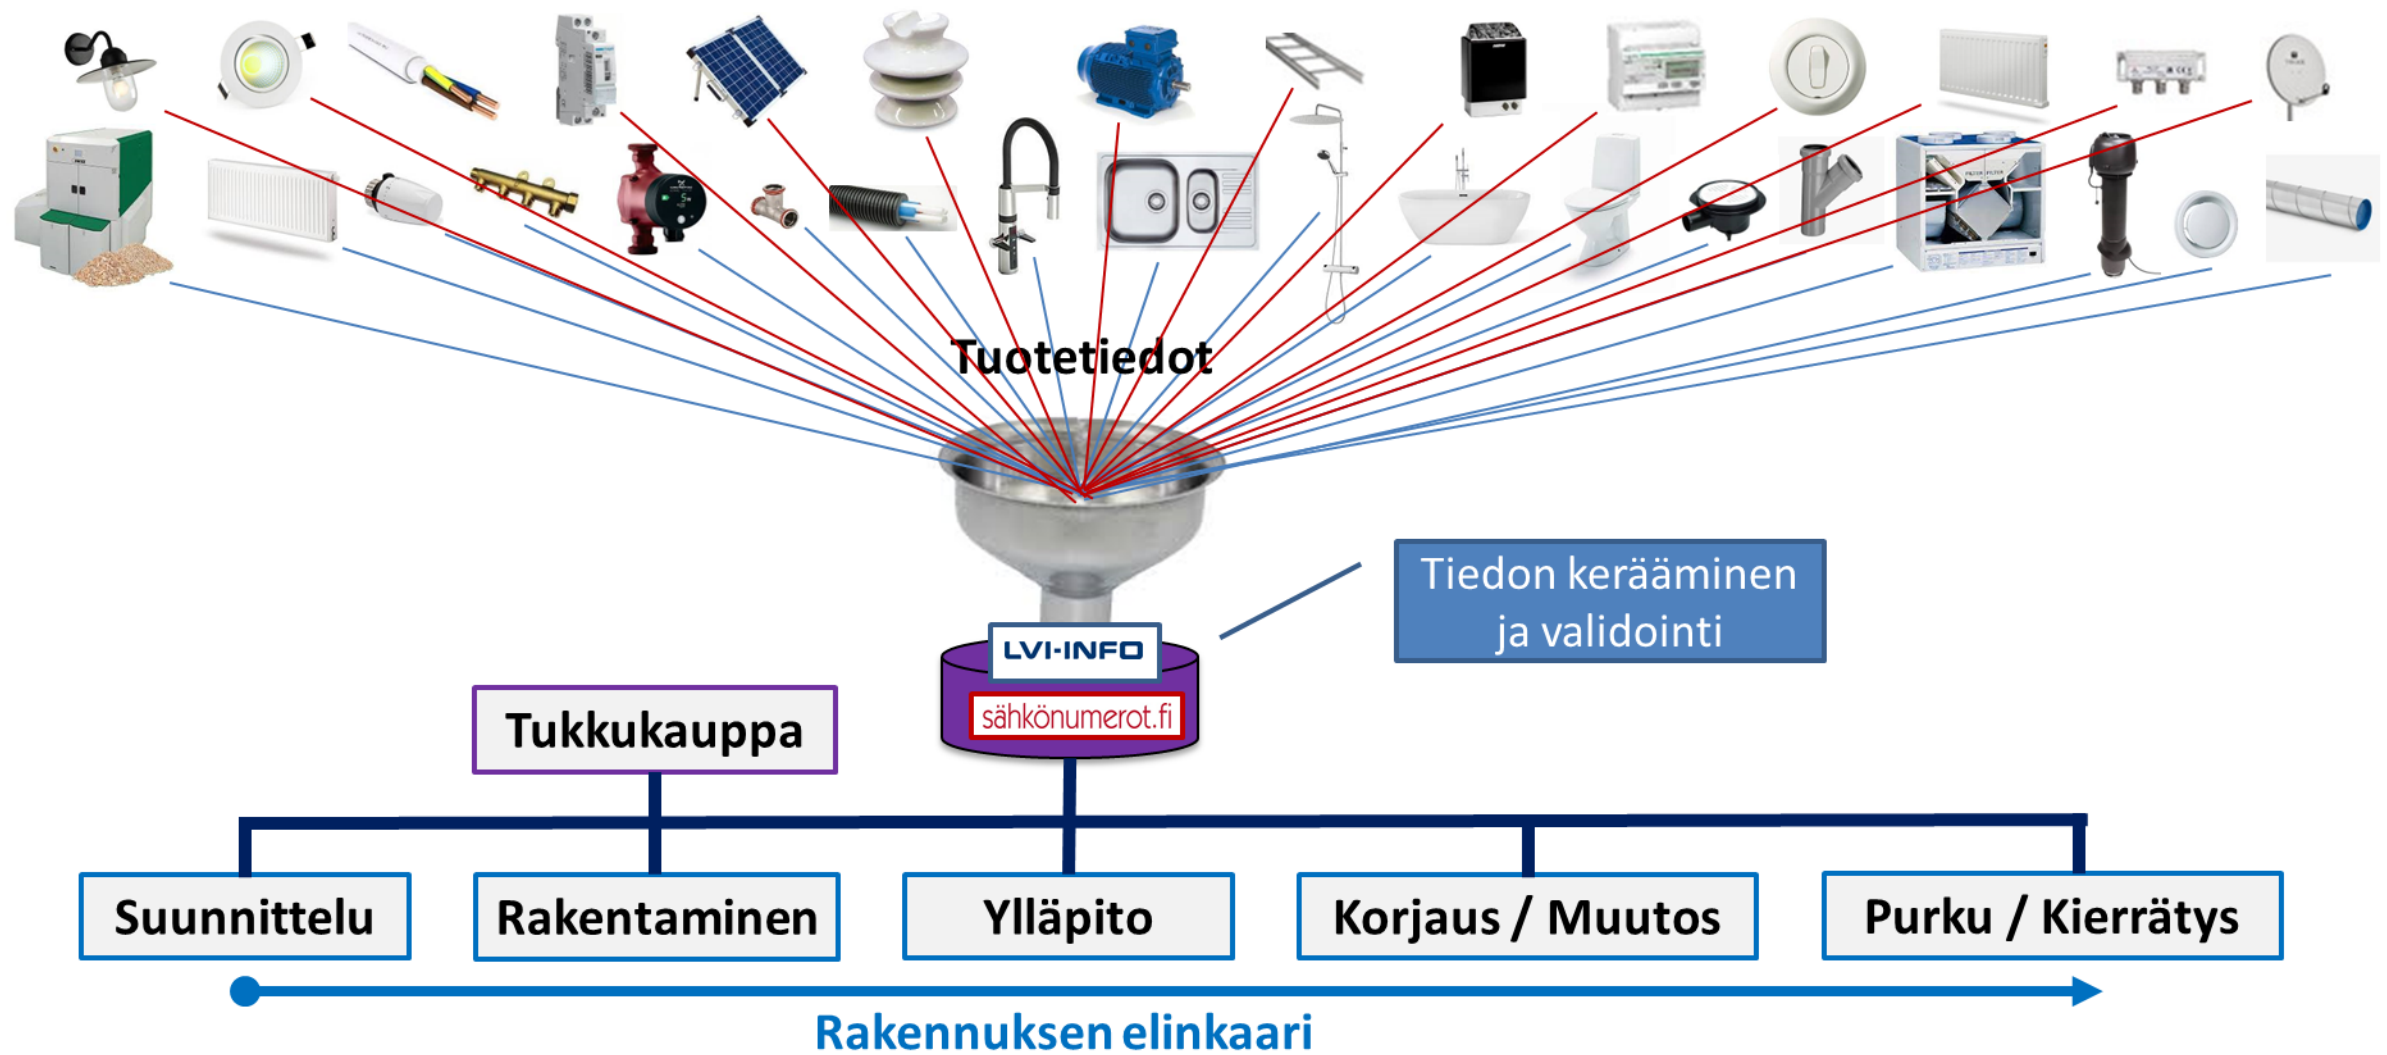 Tuotetiedot
Tiedon kerääminen
ja validointi
LVI-INFO
sähkönumerot.fi
Tukkukauppa
Suunnittelu
Rakentaminen
Ylläpito
Korjaus / Muutos
Purku / Kierrätys
Rakennuksen elinkaari